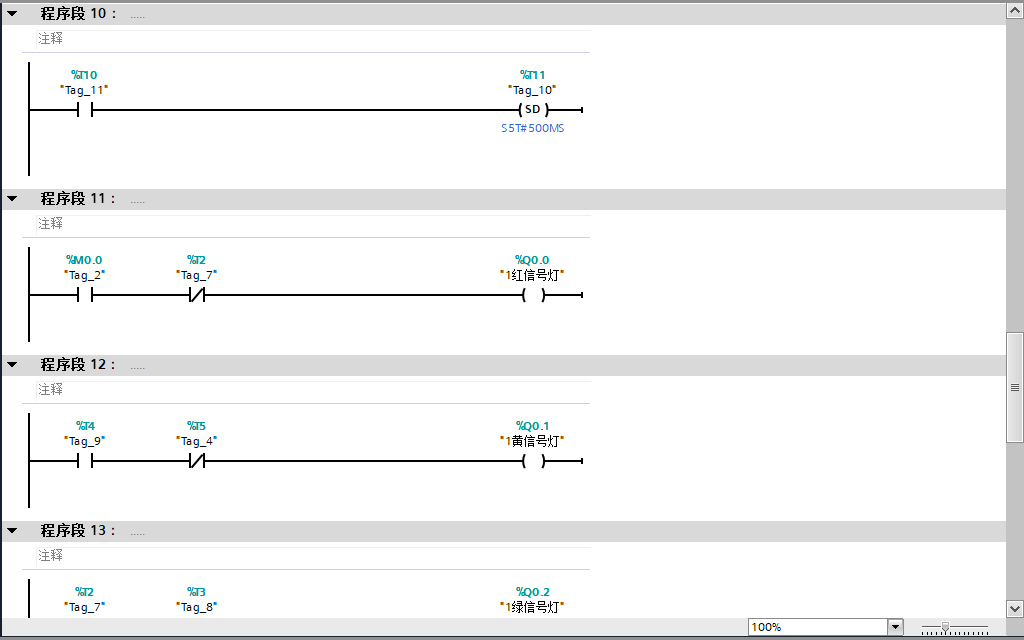 程序段 10： .....
注释
%T10 %T11
"Tag_11" "Tag_10"
SD
S5T#500MS
程序段 11： .....
注释
%M0.0 %T2 %Q0.0
"Tag_2" "Tag_7" "1红信号灯"
程序段 12： .....
注释
%T4 %T5 %Q0.1
"Tag_9" "Tag_4" "1黄信号灯"
程序段 13： .....
注释
%T2 %T3 %Q0.2
"Tag_7" "Tag_8" "1绿信号灯"
100%